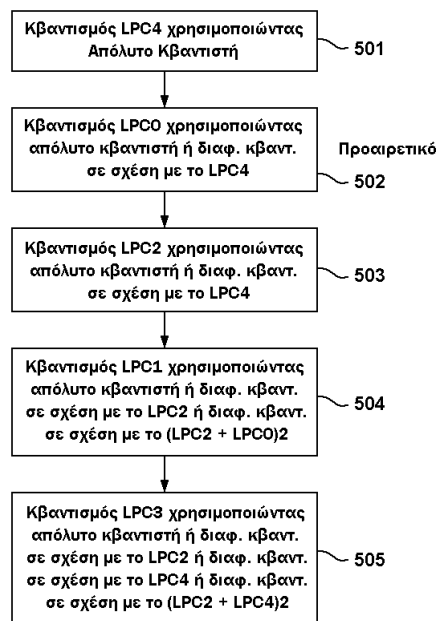 Κβαντισμός LPC4 χρησιμοποιώντας
Απόλυτο Κβαντιστή
501
Κβαντισμός LPC0 χρησιμοποιώντας
απόλυτο κβαντιστή ή διαφ. κβαντ.
σε σχέση με το LPC4
Προαιρετικό
502
Κβαντισμός LPC2 χρησιμοποιώντας
απόλυτο κβαντιστή ή διαφ. κβαντ.
σε σχέση με το LPC4
503
Κβαντισμός LPC1 χρησιμοποιώντας
απόλυτο κβαντιστή ή διαφ. κβαντ.
σε σχέση με το LPC2 ή διαφ. κβαντ.
σε σχέση με το (LPC2 + LPC0)2
504
Κβαντισμός LPC3 χρησιμοποιώντας
απόλυτο κβαντιστή ή διαφ. κβαντ.
σε σχέση με το LPC2 ή διαφ. κβαντ.
σε σχέση με το LPC4 ή διαφ. κβαντ.
σε σχέση με το (LPC2 + LPC4)2
505